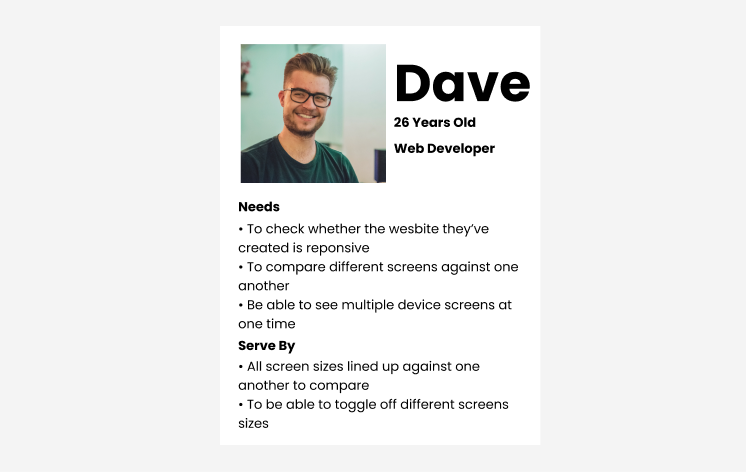 Dave
26 Years Old
Web Developer
Needs
• To check whether the wesbite they’ve
created is reponsive
• To compare different screens against one
another
• Be able to see multiple device screens at
one time
Serve By
• All screen sizes lined up against one
another to compare
• To be able to toggle off different screens
sizes